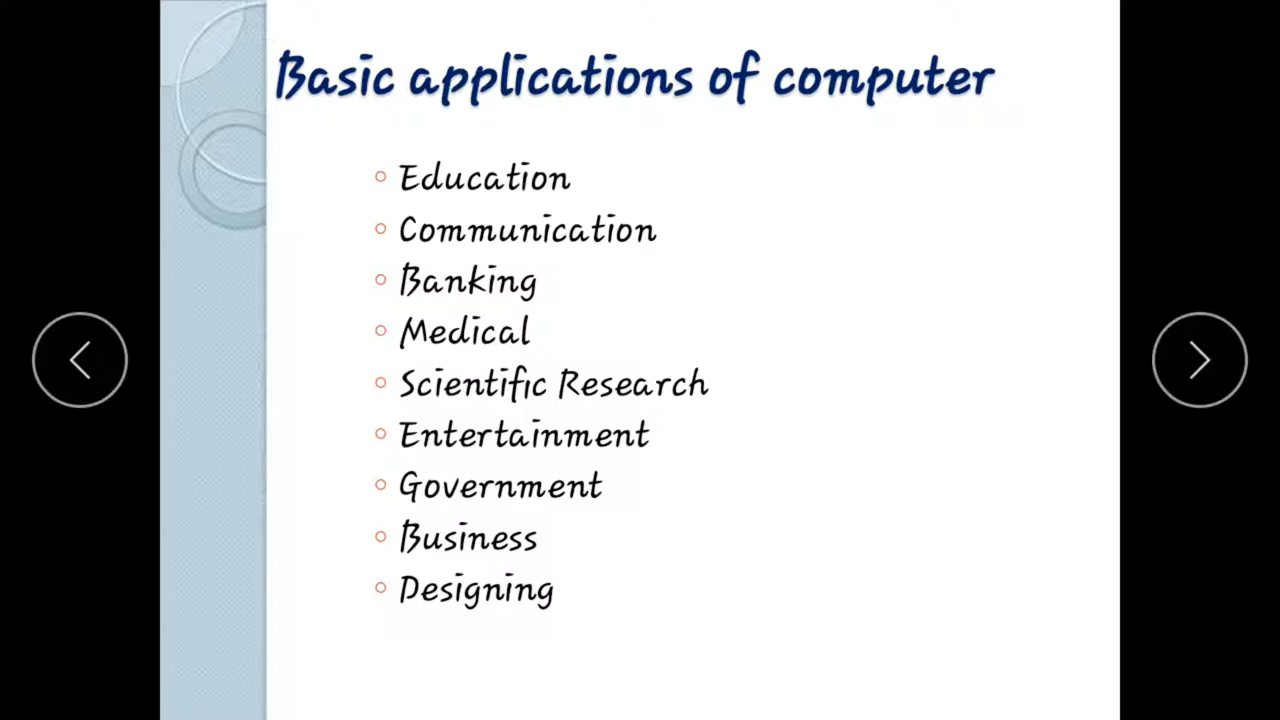 Basic applications of computer
Education
Communication
Banking
Medical
Scientific Research
Entertainment
Government
Business
Designing